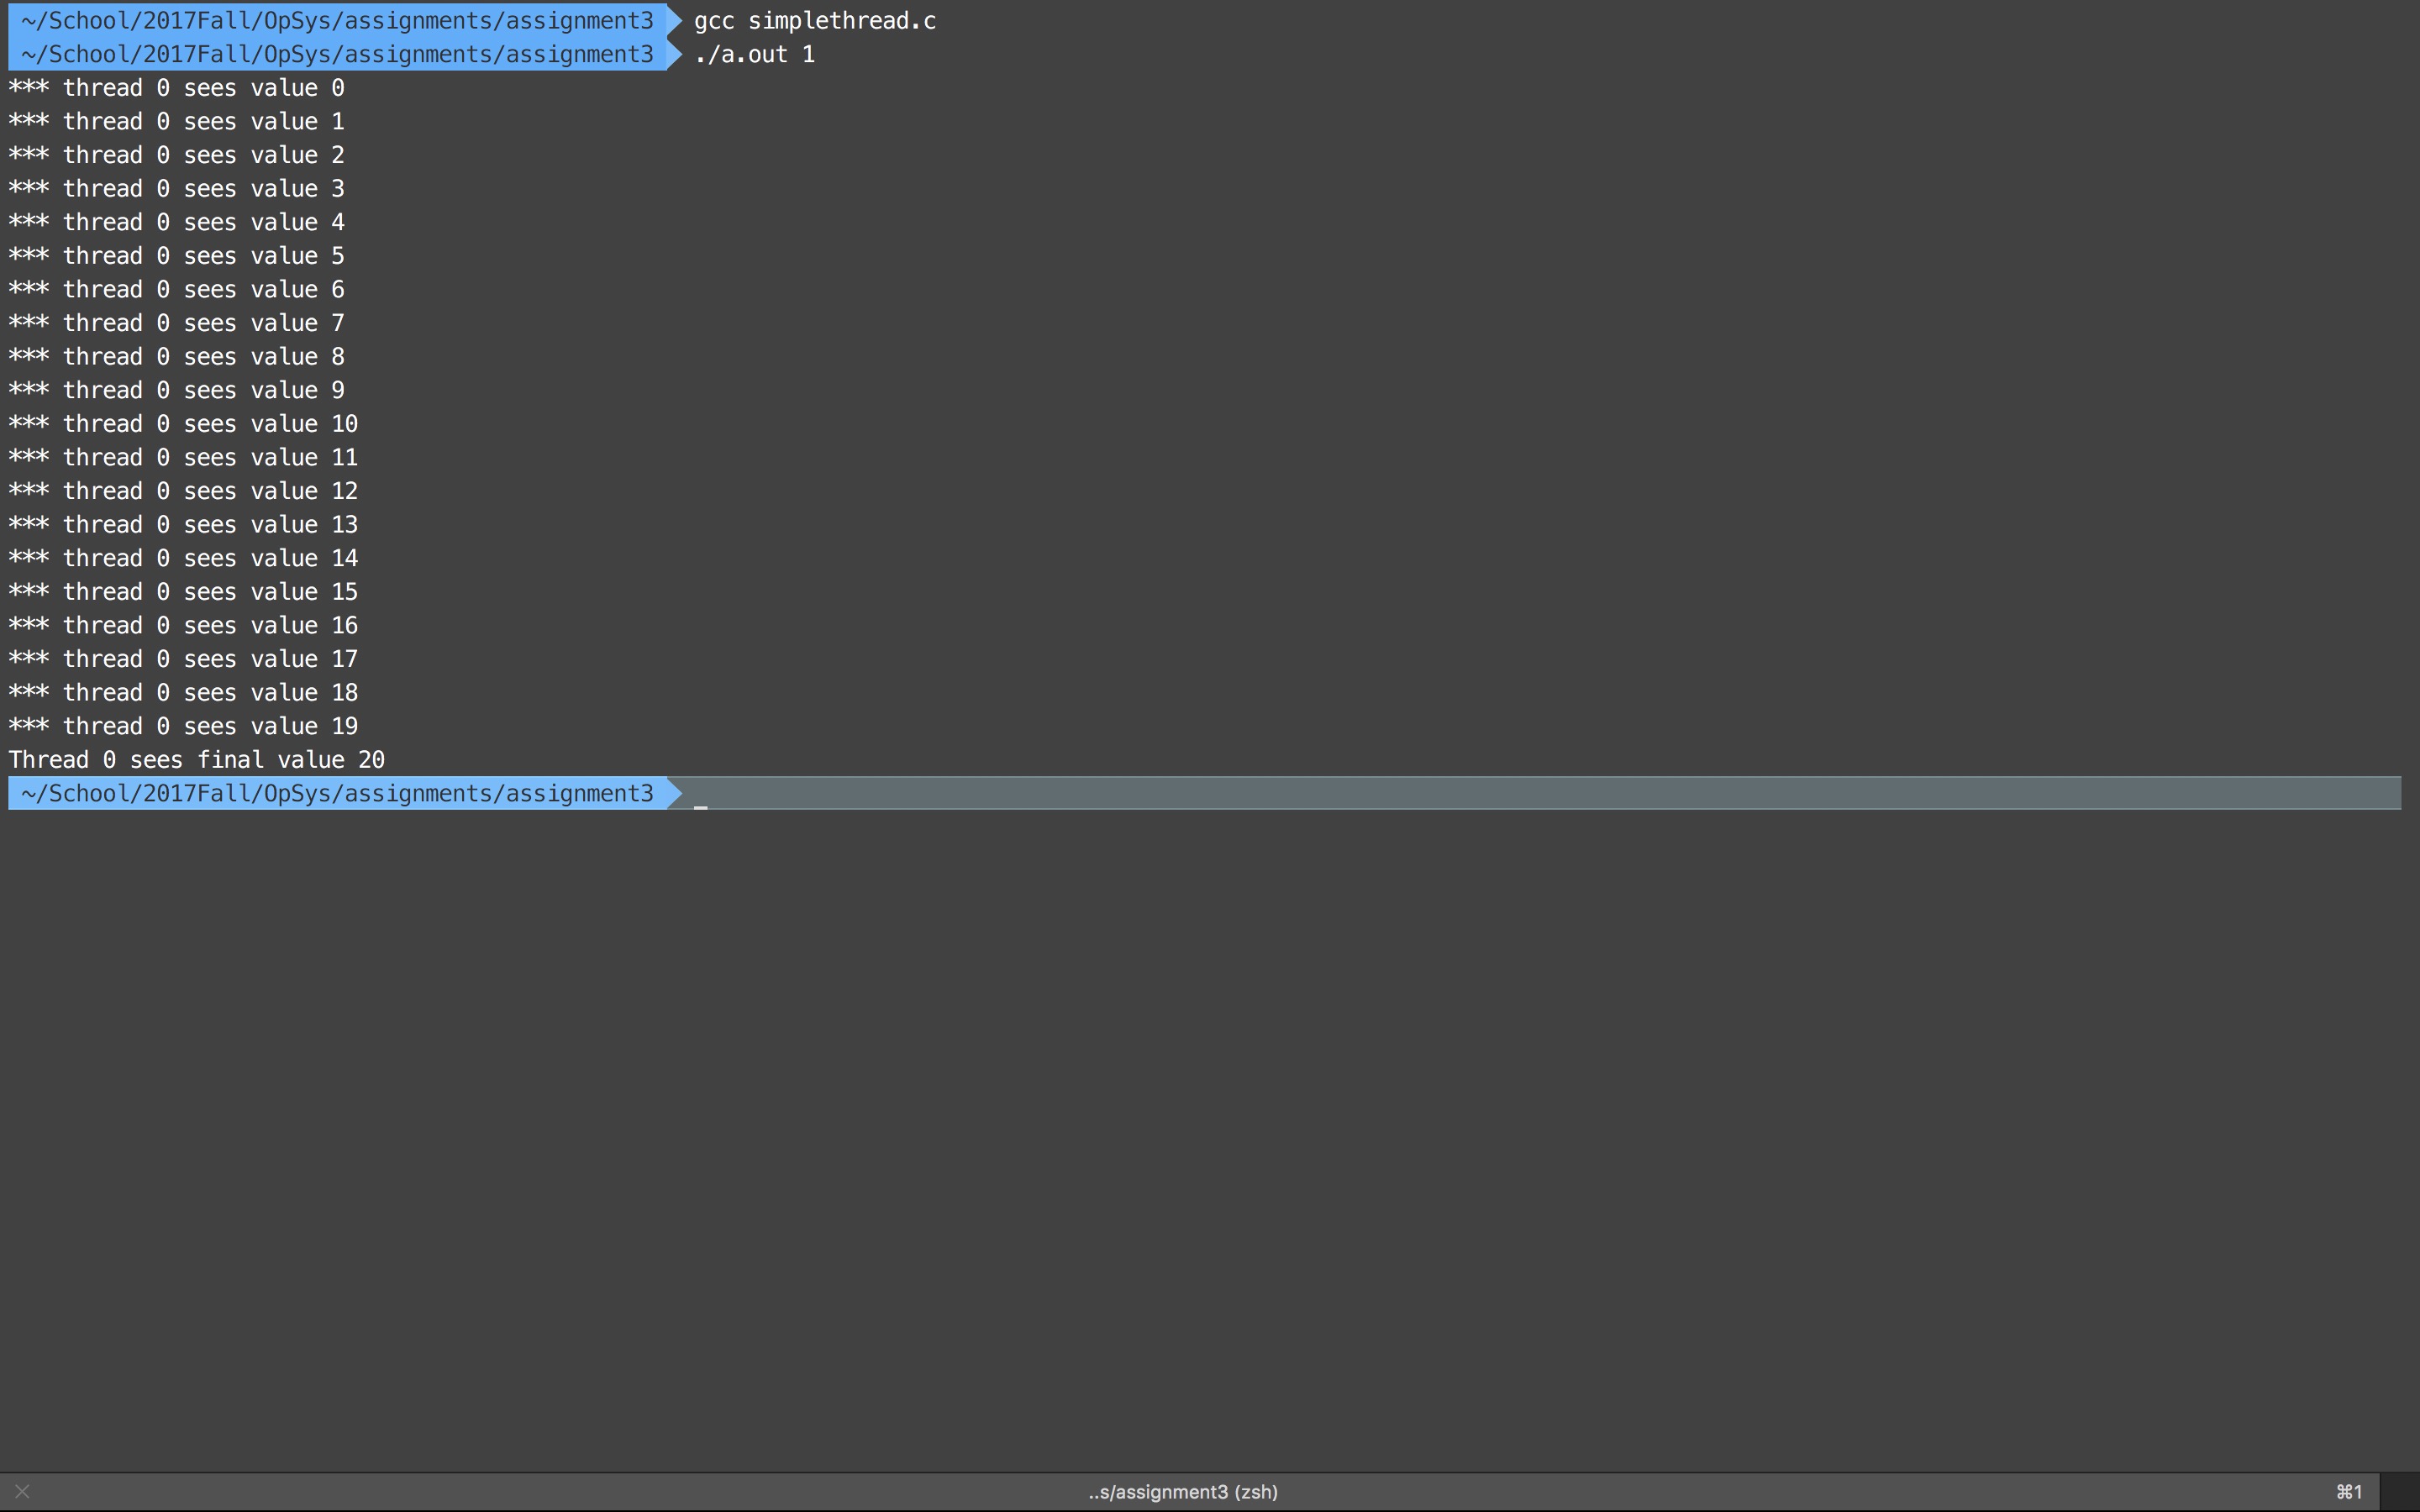 ~/School/2017Fall/OpSys/assignments/assignment3 gcc simplethread.c
~/School/2017Fall/OpSys/assignments/assignment3 ./a.out 1
*** thread 0 sees value 0
*** thread 0 sees value 1
*** thread 0 sees value 2
*** thread 0 sees value 3
*** thread 0 sees value 4
*** thread 0 sees value 5
*** thread 0 sees value 6
*** thread 0 sees value 7
*** thread 0 sees value 8
*** thread 0 sees value 9
*** thread 0 sees value 10
*** thread 0 sees value 11
*** thread 0 sees value 12
*** thread 0 sees value 13
*** thread 0 sees value 14
*** thread 0 sees value 15
*** thread 0 sees value 16
*** thread 0 sees value 17
*** thread 0 sees value 18
*** thread 0 sees value 19
Thread 0 sees final value 20
~/School/2017Fall/OpSys/assignments/assignment3
..s/assignment3 (zsh) ⌘1